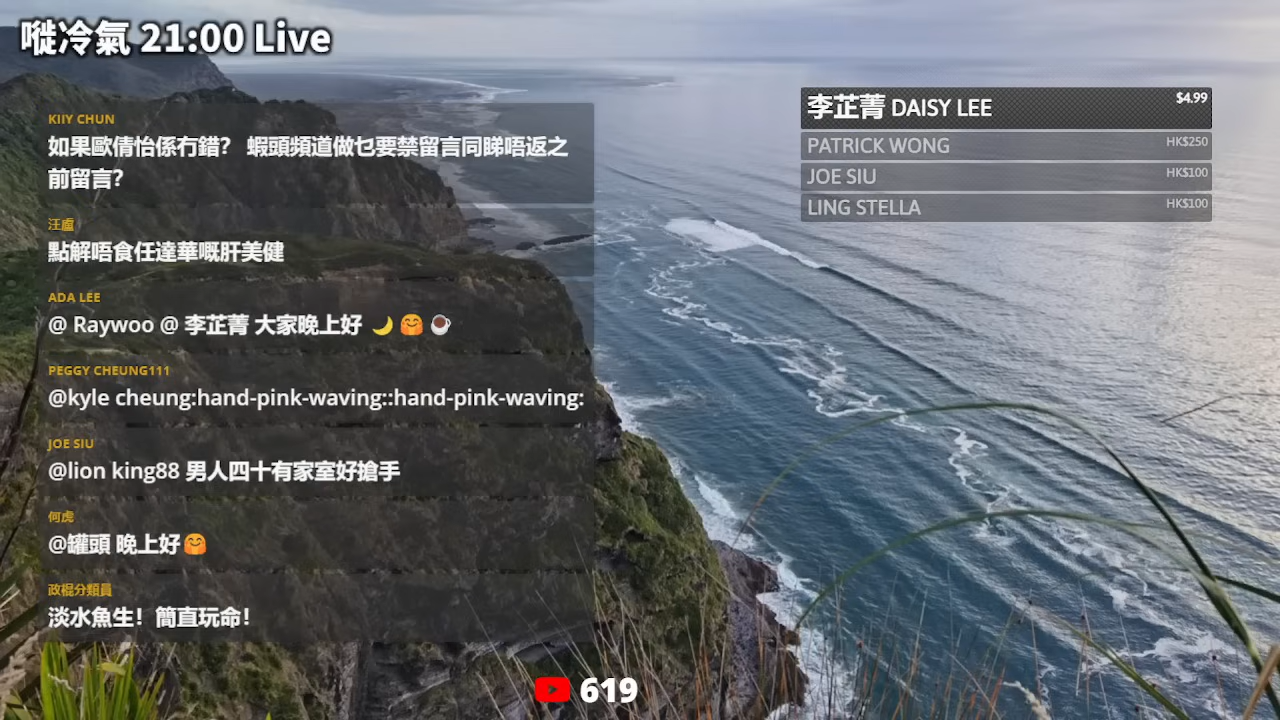 嘥冷氣 21:00 Live
KIIY CHUN
如果歐倩怡係冇錯? 蝦頭頻道做乜要禁留言同睇唔返之
前留言?
汪盧
點解唔食任達華嘅肝美健
ADA LEE
@ Raywoo @ 李芷菁 大家晚上好 🌙🤗☕
PEGGY CHEUNG111
@kyle cheung:hand-pink-waving::hand-pink-waving:
JOE SIU
@lion king88 男人四十有家室好搶手
何虎
@罐頭 晚上好🤗
政棍分類員
淡水魚生! 簡直玩命!
李芷菁 DAISY LEE $4.99
PATRICK WONG HK$250
JOE SIU HK$100
LING STELLA HK$100
619